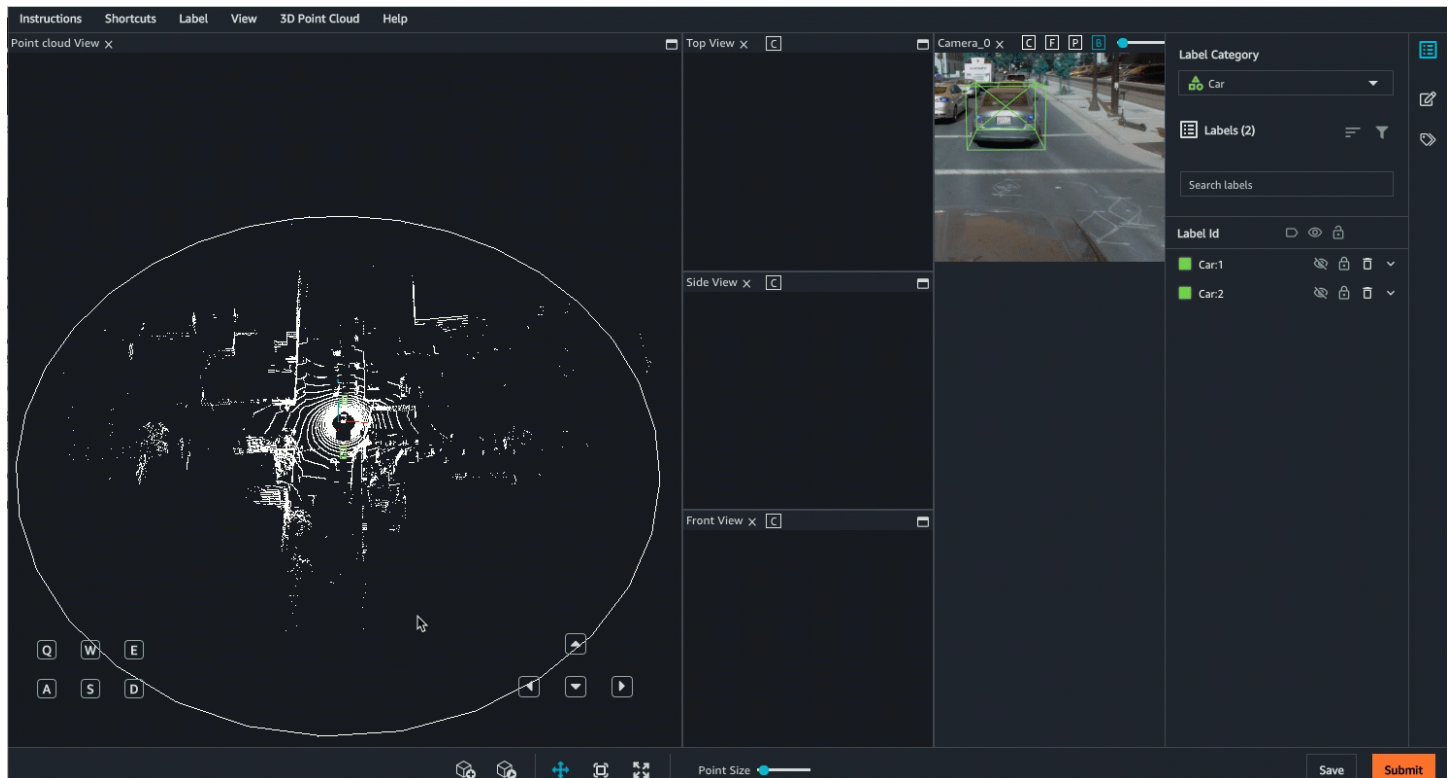 Instructions Shortcuts Label View 3D Point Cloud Help
Point cloud View X
Top View X C
Camera_0 X C F P B
Label Category
Car
Labels (2)
Search labels
Label Id
Side View X C
Car:1
Car:2
Front View X C
Q W E
A S D
Point Size
Save
Submit